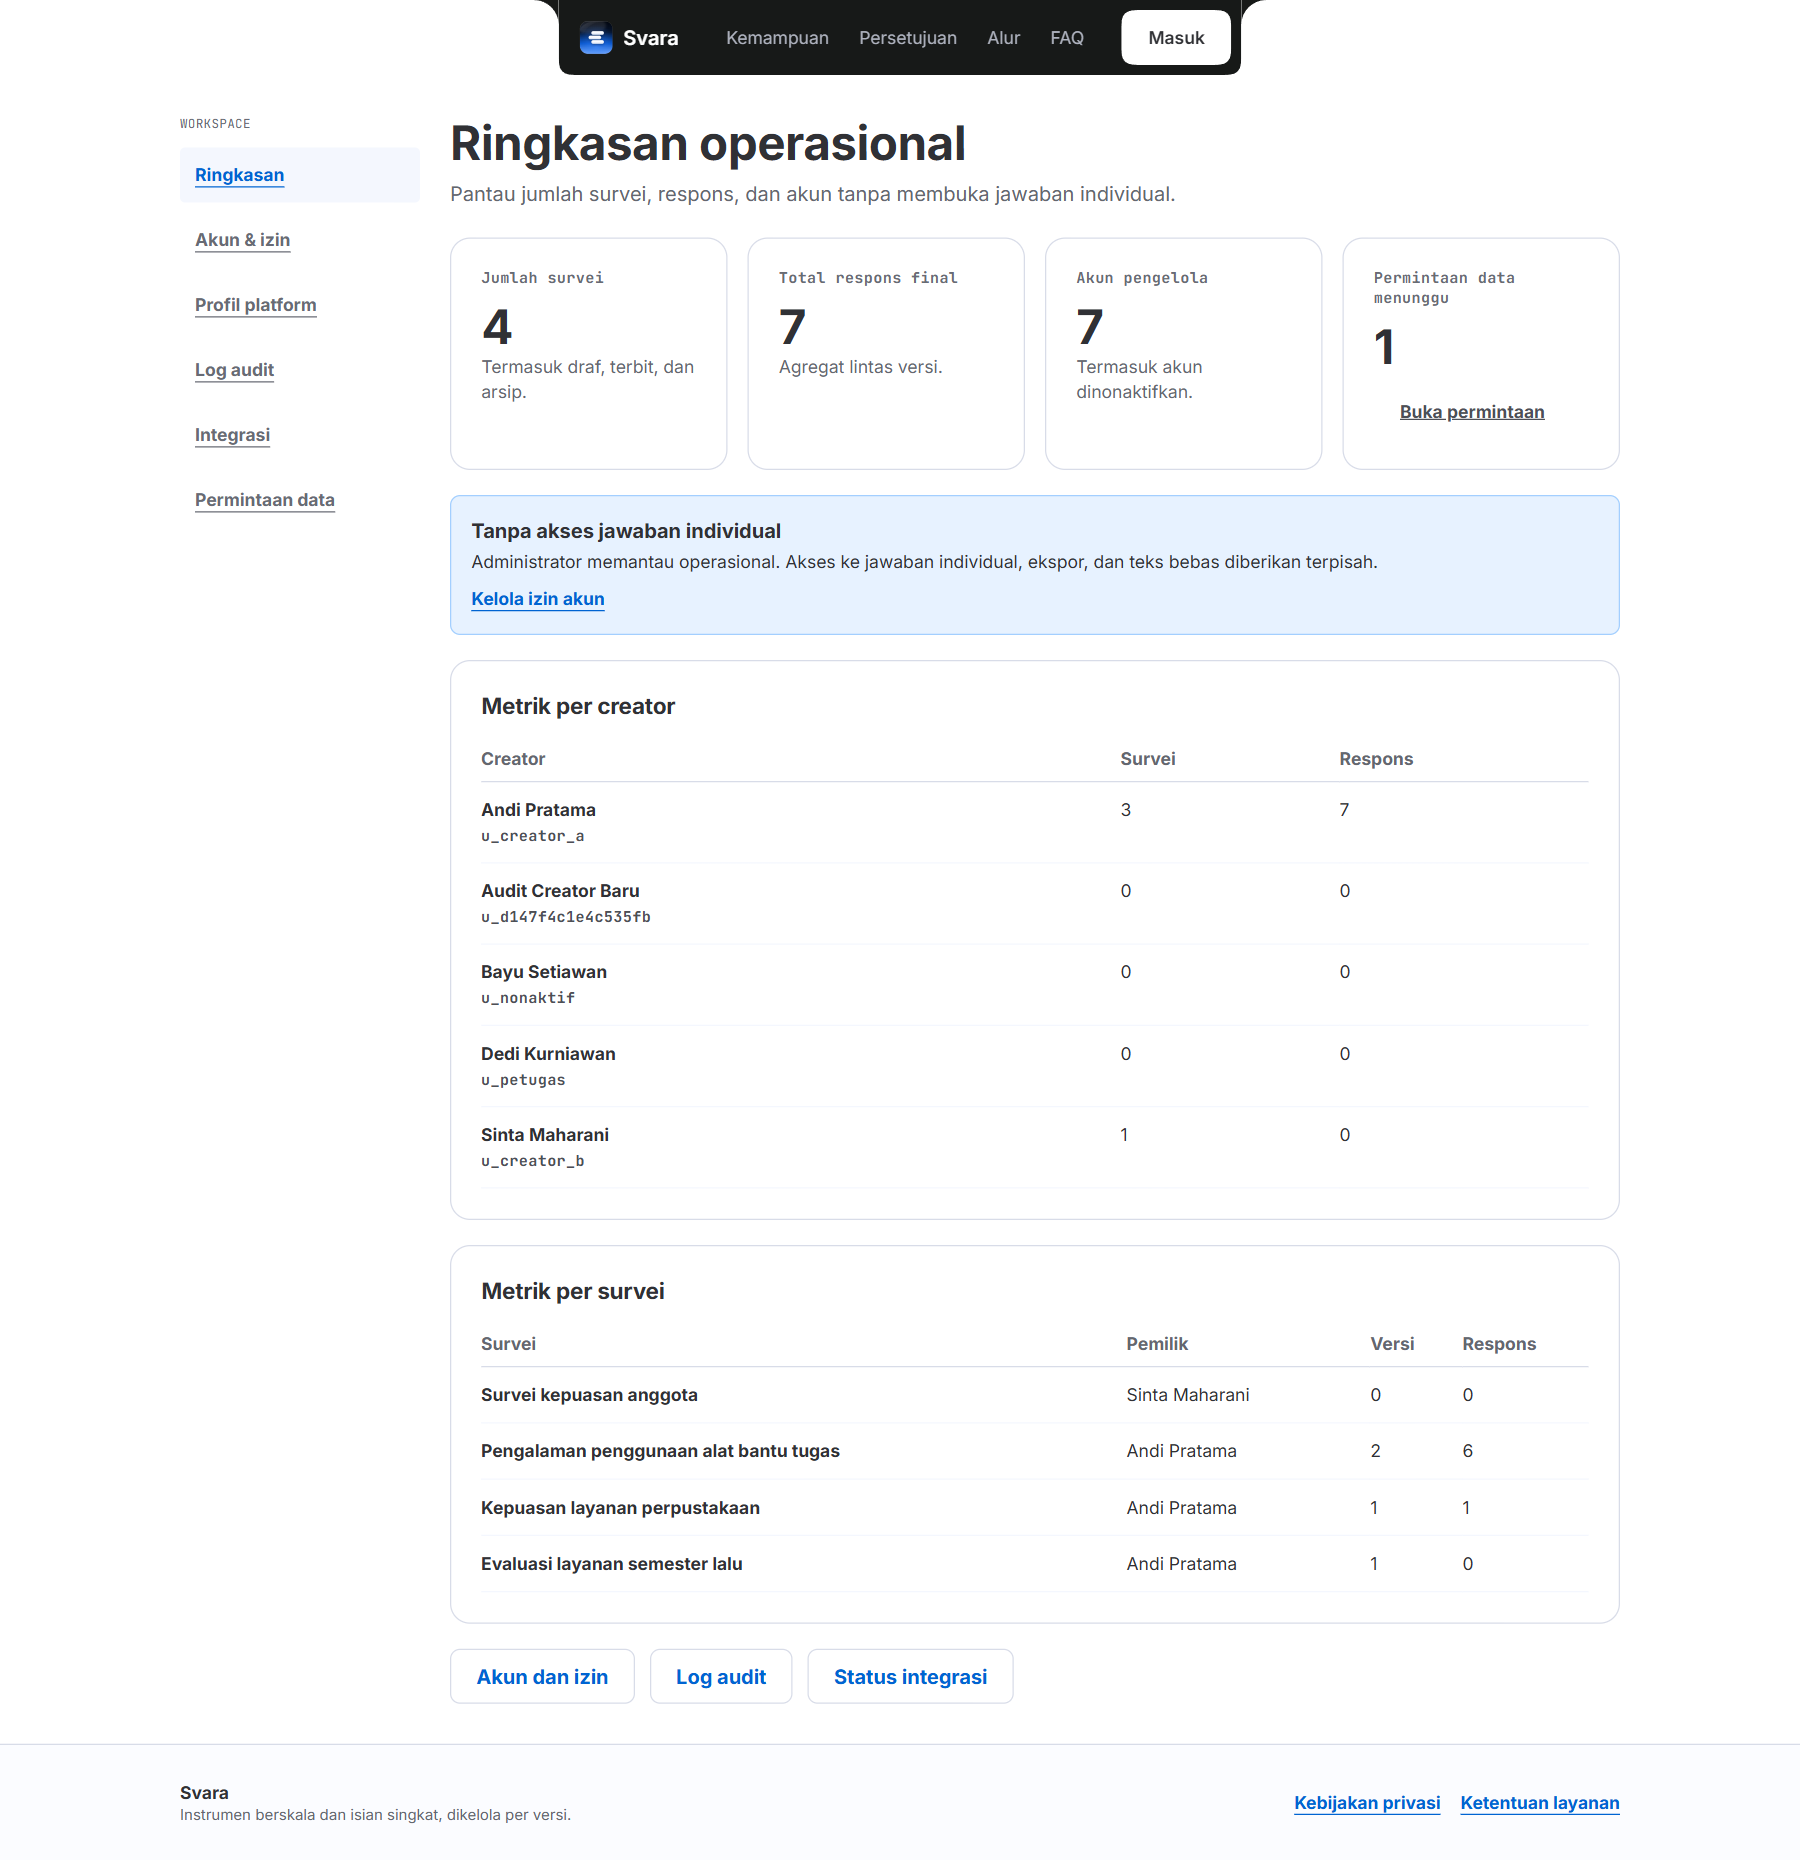 Svara
Kemampuan
Persetujuan
Alur
FAQ
Masuk
WORKSPACE
Ringkasan
Akun & izin
Profil platform
Log audit
Integrasi
Permintaan data
Ringkasan operasional
Pantau jumlah survei, respons, dan akun tanpa membuka jawaban individual.
Jumlah survei
4
Termasuk draf, terbit, dan
arsip.
Total respons final
7
Agregat lintas versi.
Akun pengelola
7
Termasuk akun
dinonaktifkan.
Permintaan data
menunggu
1
Buka permintaan
Tanpa akses jawaban individual
Administrator memantau operasional. Akses ke jawaban individual, ekspor, dan teks bebas diberikan terpisah.
Kelola izin akun
Metrik per creator
Creator Survei Respons
Andi Pratama 3 7
u_creator_a
Audit Creator Baru 0 0
u_d147f4c1e4c535fb
Bayu Setiawan 0 0
u_nonaktif
Dedi Kurniawan 0 0
u_petugas
Sinta Maharani 1 0
u_creator_b
Metrik per survei
Survei Pemilik Versi Respons
Survei kepuasan anggota Sinta Maharani 0 0
Pengalaman penggunaan alat bantu tugas Andi Pratama 2 6
Kepuasan layanan perpustakaan Andi Pratama 1 1
Evaluasi layanan semester lalu Andi Pratama 1 0
Akun dan izin
Log audit
Status integrasi
Svara
Instrumen berskala dan isian singkat, dikelola per versi.
Kebijakan privasi
Ketentuan layanan